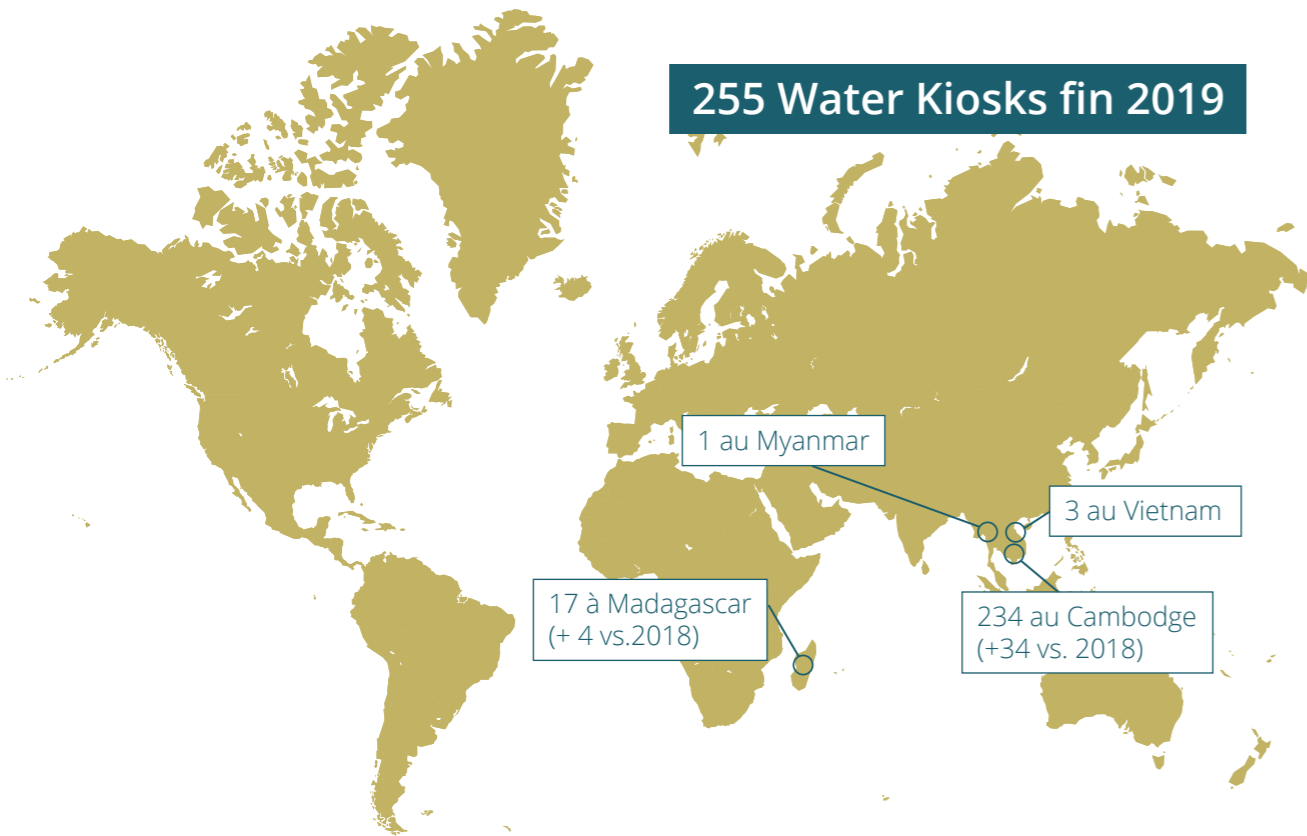 255 Water Kiosks fin 2019
1 au Myanmar
3 au Vietnam
17 à Madagascar
(+ 4 vs.2018)
234 au Cambodge
(+34 vs. 2018)